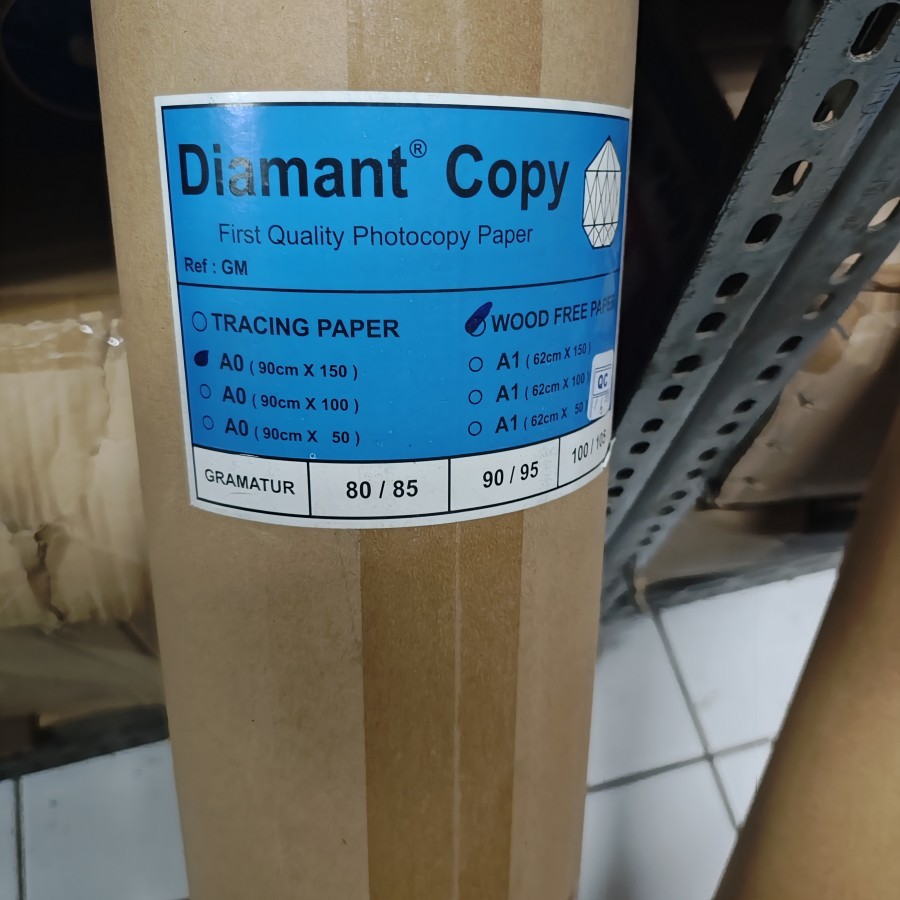 Diamant® Copy
First Quality Photocopy Paper
Ref : GM
TRACING PAPER
A0 ( 90cm X 150 )
A0 ( 90cm X 100 )
A0 ( 90cm X 50 )
WOOD FREE PAPER
A1 ( 62cm X 150 )
A1 ( 62cm X 100
A1 ( 62cm X 50
QC
GRAMATUR 80 / 85 90 / 95 100 / 105